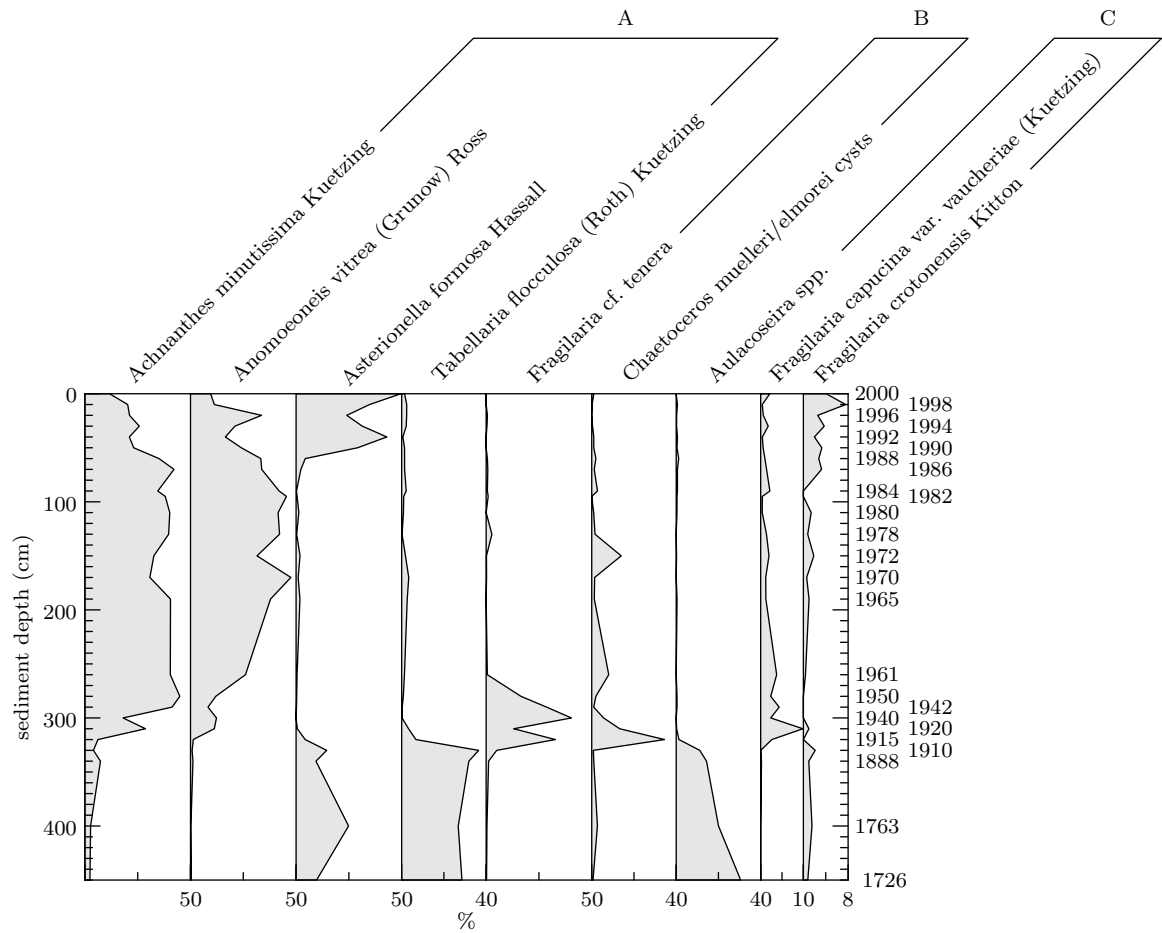 A
B
C
Achnanthes minutissima Kuetzing
Anomoeoneis vitrea (Grunow) Ross
Asterionella formosa Hassall
Tabellaria flocculosa (Roth) Kuetzing
Fragilaria cf. tenera
Chaetoceros muelleri/elmorei cysts
Aulacoseira spp.
Fragilaria capucina var. vaucheriae (Kuetzing)
Fragilaria crotonensis Kitton
sediment depth (cm)
0
100
200
300
400
2000
1998
1996
1994
1992
1990
1988
1986
1984
1982
1980
1978
1972
1970
1965
1961
1950
1942
1940
1920
1915
1910
1888
1763
1726
50 50 50 40 50 40 40 10 8
%